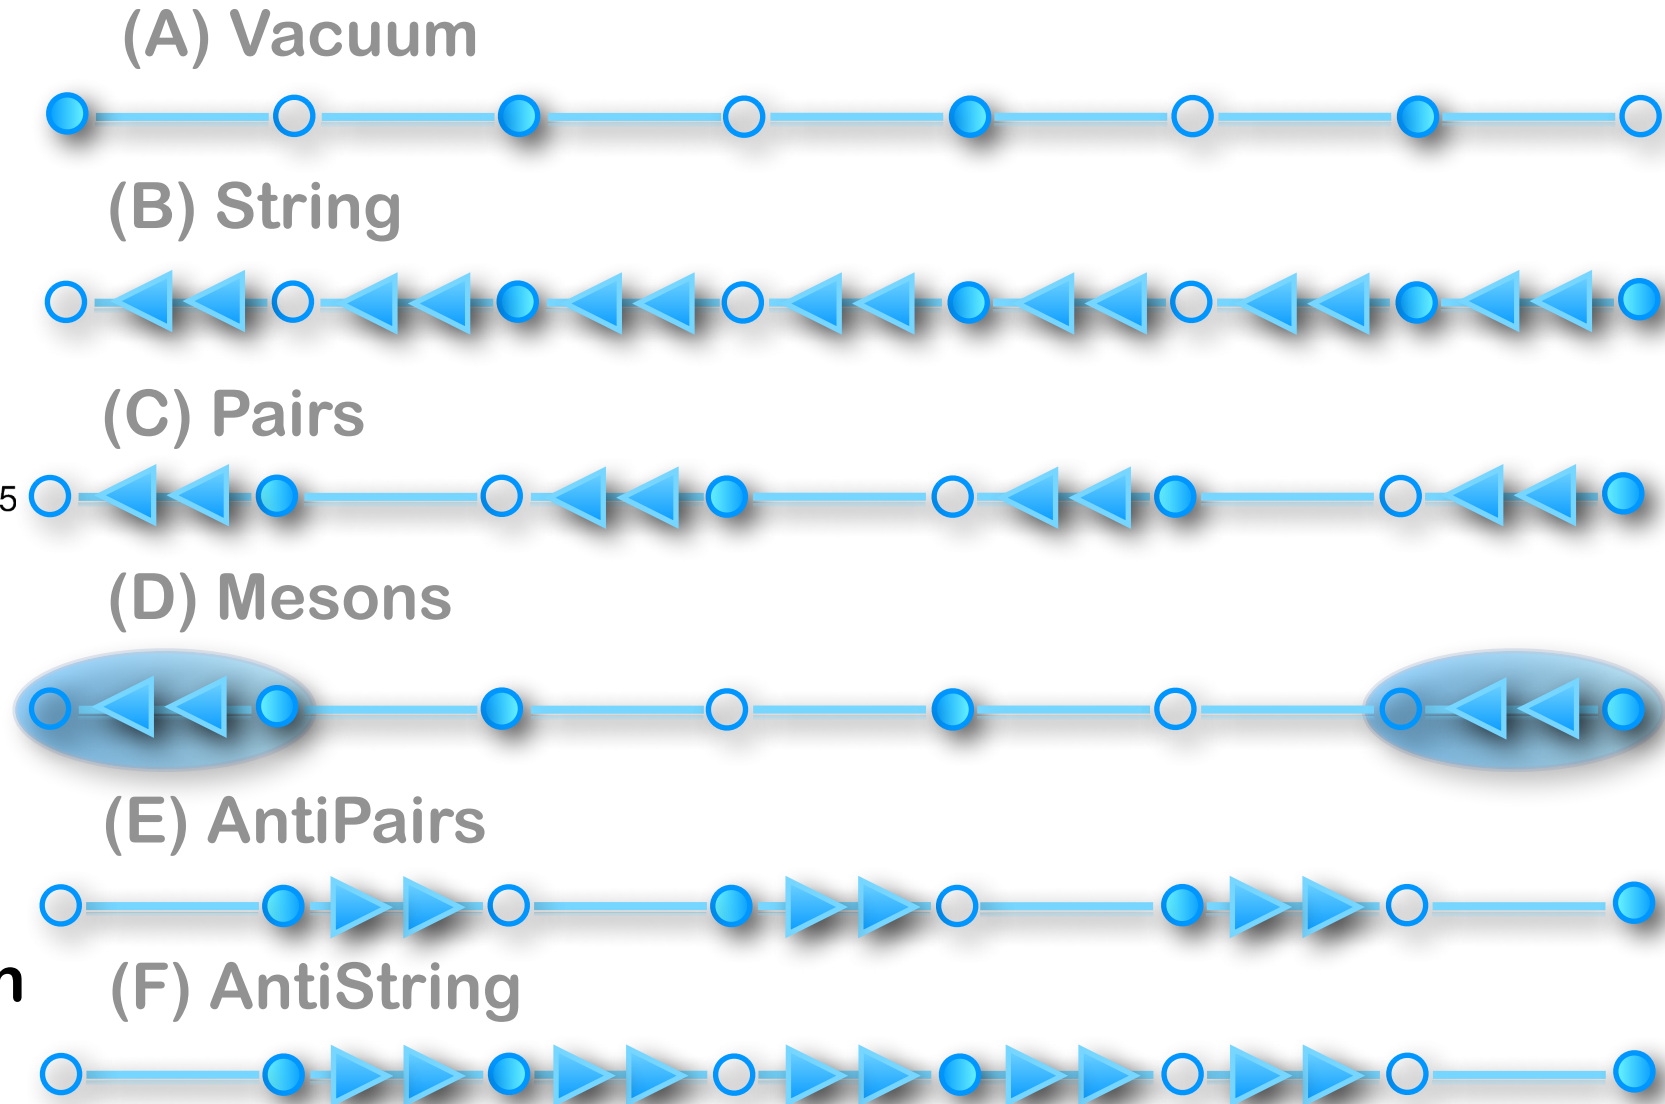 (A) Vacuum
(B) String
(C) Pairs
5
(D) Mesons
(E) AntiPairs
n
(F) AntiString